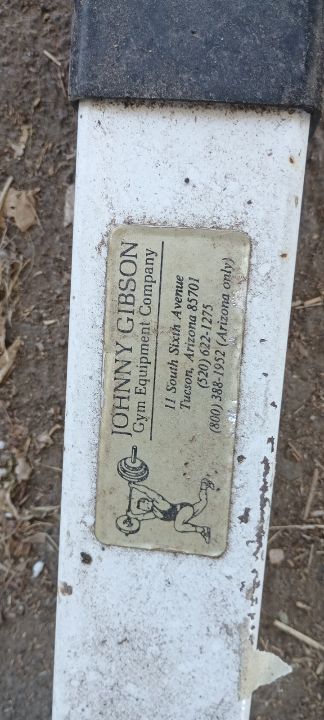 JOHNNY GIBSON
Gym Equipment Company
11 South Sixth Avenue
Tucson, Arizona 85701
(520) 622-1275
(800) 388-1952 (Arizona only)